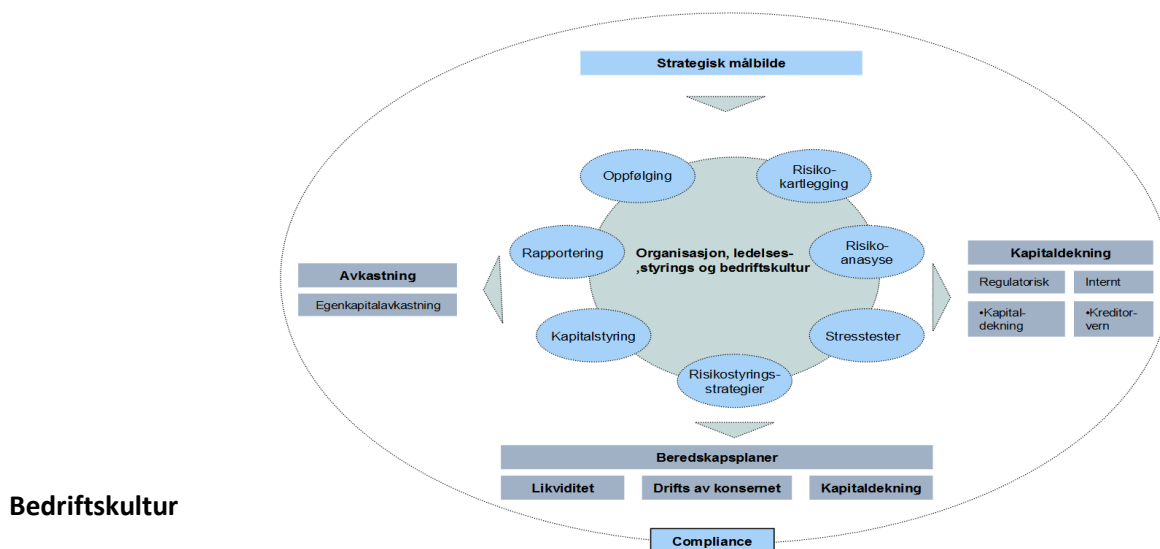 Strategisk målbilde
Oppfølging
Risiko-
kartlegging
Rapportering
Organisasjon, ledelses-
,styrings og bedriftskultur
Risiko-
analyse
Avkastning
Egenkapitalavkastning
Kapitaldekning
Regulatorisk
Internt
•Kapital-
dekning
•Kreditor-
vern
Kapitalstyring
Stresstester
Risikostyrings-
strategier
Beredskapsplaner
Likviditet
Drifts av konsernet
Kapitaldekning
Bedriftskultur
Compliance